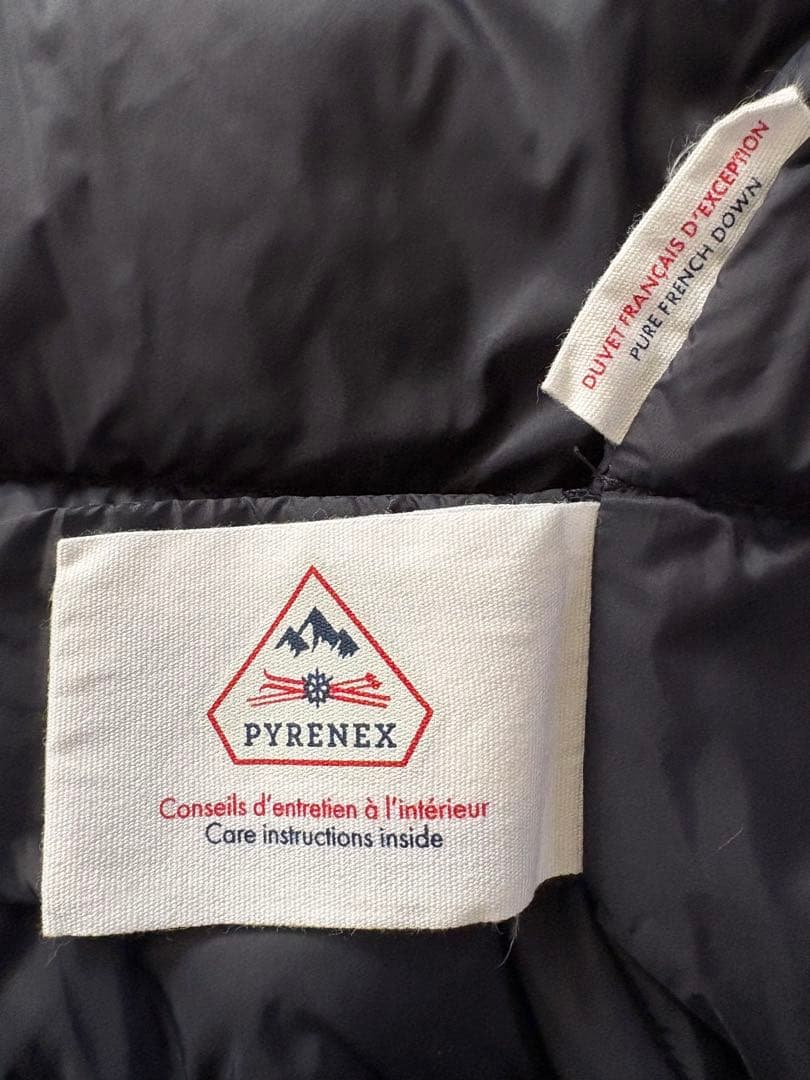 DUVET FRANÇAIS D'EXCEPTION
PURE FRENCH DOWN
PYRENEX
Conseils d'entretien à l'intérieur
Care instructions inside